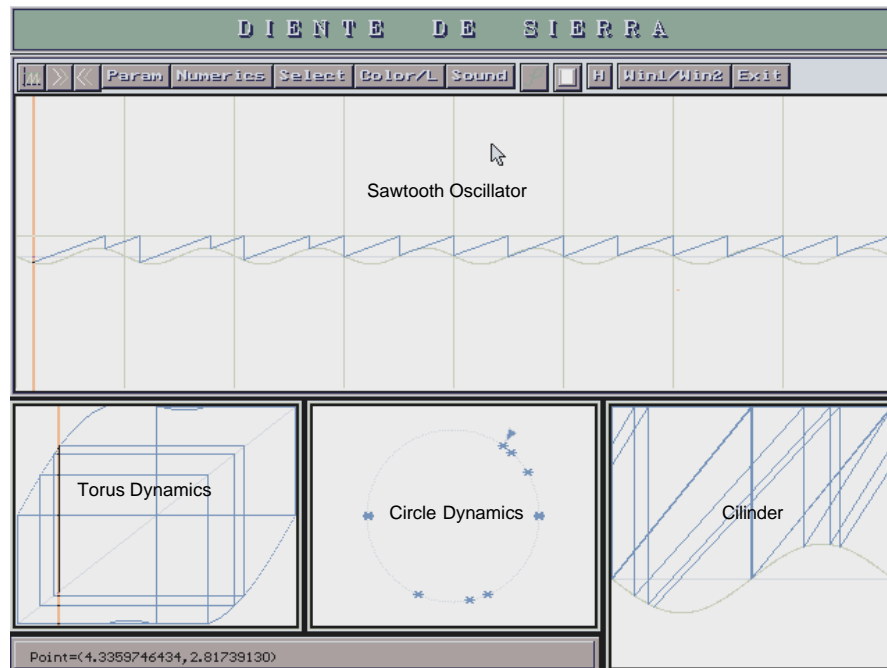 DIENTE DE SIERRA
Param Numerics Select Color/L Sound H Win1/Win2 Exit
Sawtooth Oscillator
Torus Dynamics
Circle Dynamics
Cilinder
Point=(4.3359746434,2.81739130)